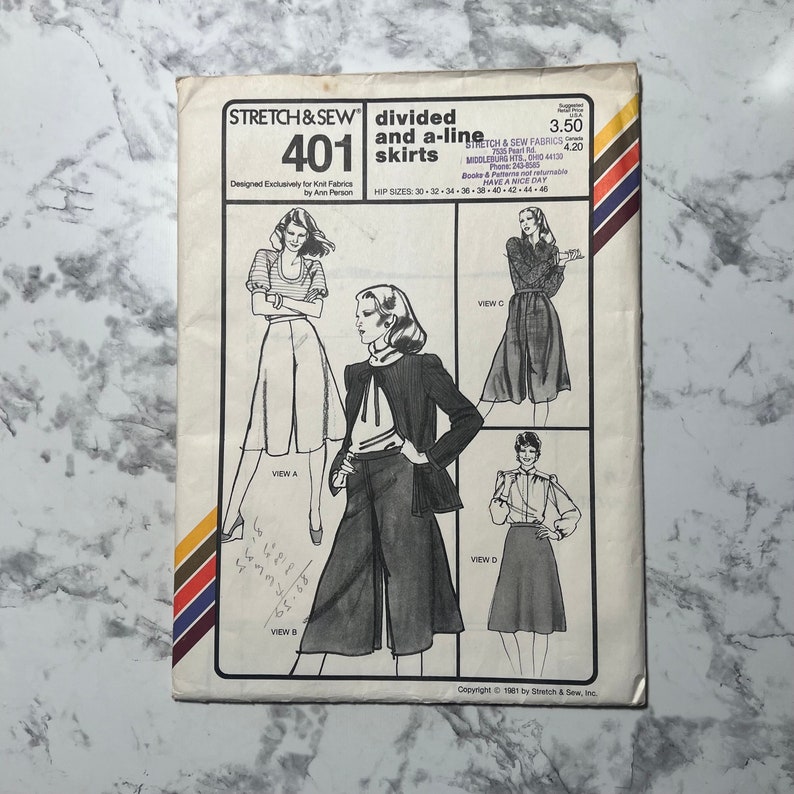 STRETCH & SEW®
401
Designed Exclusively for Knit Fabrics
by Ann Person
divided
and a-line
skirts
Suggested
Retail Price
U.S.A.
3.50
Canada
4.20
STRETCH & SEW FABRICS
7535 Pearl Rd.
MIDDLEBURG HTS., OHIO 44130
Phone: 243-8585
Books & Patterns not returnable
HAVE A NICE DAY
HIP SIZES: 30 • 32 • 34 • 36 • 38 • 40 • 42 • 44 • 46
VIEW A
VIEW B
VIEW C
VIEW D
Copyright © 1981 by Stretch & Sew, Inc.